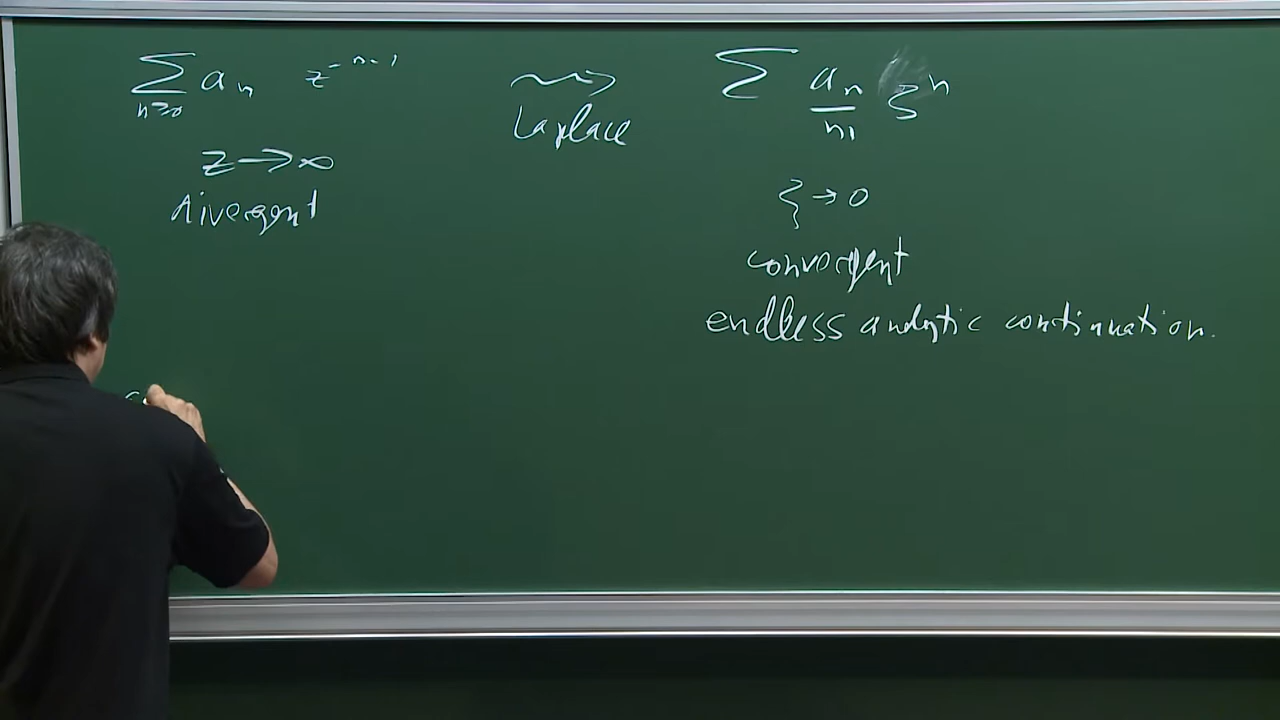 ∑ aₙ z⁻ⁿ⁻¹
n≥0
z → ∞
divergent
⇝
Laplace
∑ aₙ/n! ζⁿ
ξ → 0
convergent
endless analytic continuation.